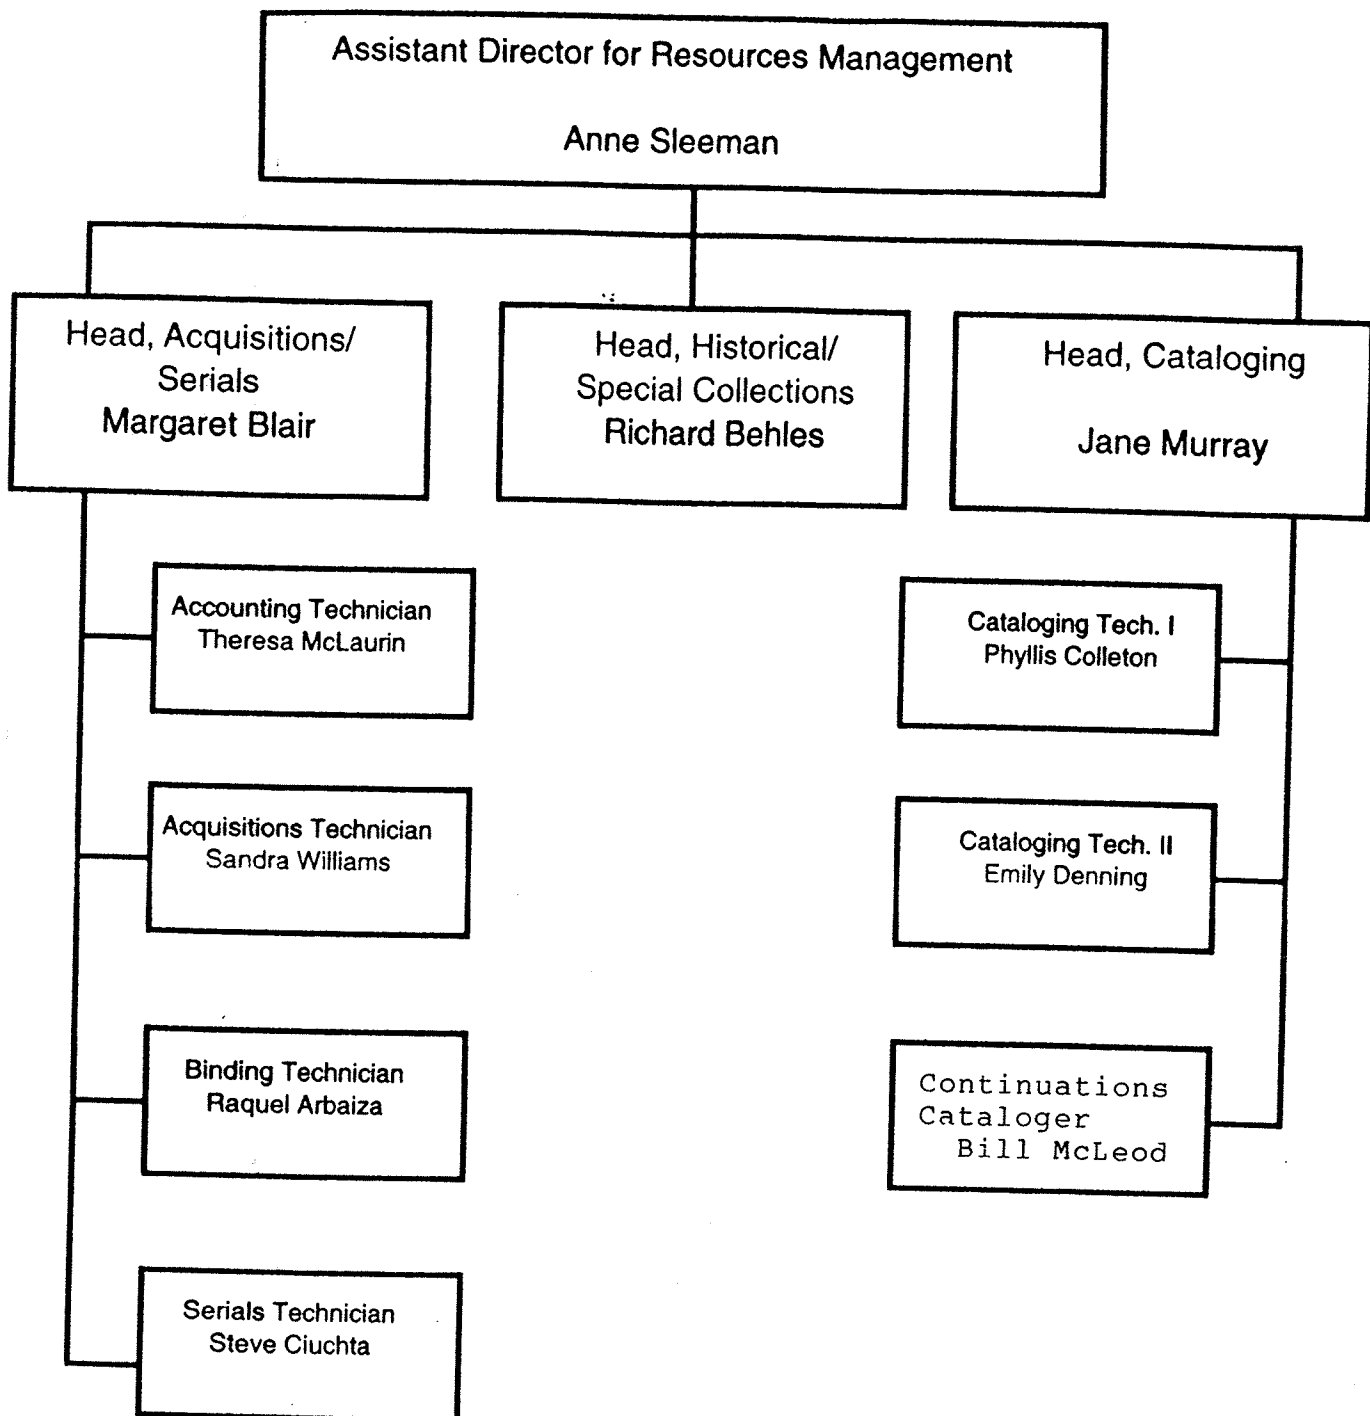 Assistant Director for Resources Management
Anne Sleeman
Head, Acquisitions/
Serials
Margaret Blair
Head, Historical/
Special Collections
Richard Behles
Head, Cataloging
Jane Murray
Accounting Technician
Theresa McLaurin
Acquisitions Technician
Sandra Williams
Binding Technician
Raquel Arbaiza
Serials Technician
Steve Ciuchta
Cataloging Tech. I
Phyllis Colleton
Cataloging Tech. II
Emily Denning
Continuations
Cataloger
Bill McLeod